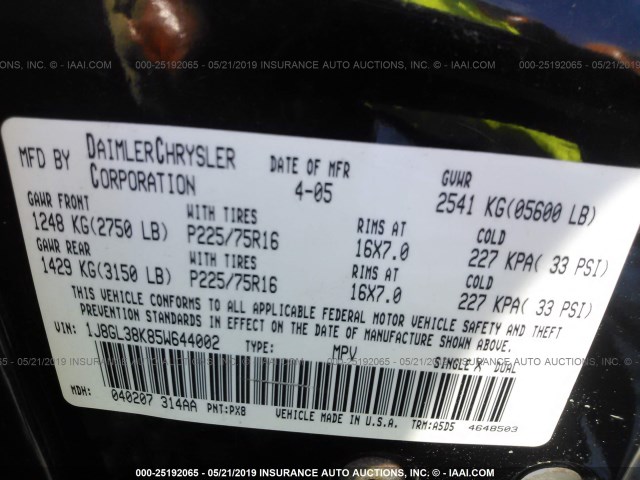 000-25192065 - 05/21/2019 INSURANCE AUTO AUCTIONS, INC. - © IAAI.COM
MFD BY DAIMLERCHRYSLER CORPORATION
DATE OF MFR
4-05
GVWR
2541 KG(05600 LB)
GAWR FRONT
1248 KG(2750 LB)
WITH TIRES
P225/75R16
RIMS AT
16X7.0
COLD
227 KPA( 33 PSI)
GAWR REAR
1429 KG(3150 LB)
WITH TIRES
P225/75R16
RIMS AT
16X7.0
COLD
227 KPA( 33 PSI)
THIS VEHICLE CONFORMS TO ALL APPLICABLE FEDERAL MOTOR VEHICLE SAFETY AND THEFT
PREVENTION STANDARDS IN EFFECT ON THE DATE OF MANUFACTURE SHOWN ABOVE.
VIN: 1J8GL38K85W644002 TYPE: MPV SINGLE X DUAL
MDH: 040207 314AA PNT:PX8 VEHICLE MADE IN U.S.A. TRM:A5D5 4648503
000-25192065 - 05/21/2019 INSURANCE AUTO AUCTIONS, INC. - © IAAI.COM
000-25192065 - 05/21/2019 INSURANCE AUTO AUCTIONS, INC. - © IAAI.COM